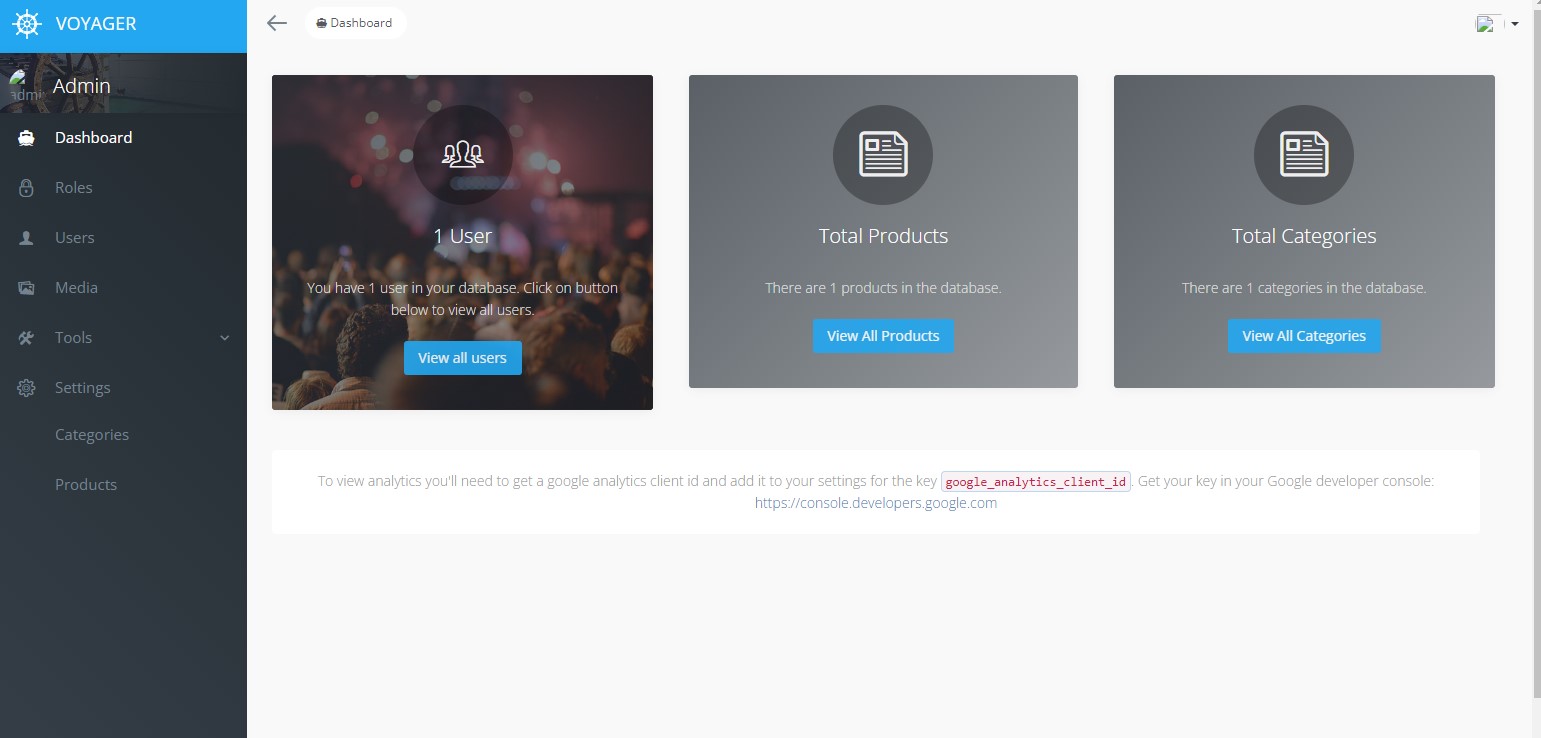 VOYAGER
Dashboard
admi
Admin
Dashboard
Roles
Users
Media
Tools
Settings
Categories
Products
1 User
You have 1 user in your database. Click on button
below to view all users.
View all users
Total Products
There are 1 products in the database.
View All Products
Total Categories
There are 1 categories in the database.
View All Categories
To view analytics you'll need to get a google analytics client id and add it to your settings for the key google_analytics_client_id. Get your key in your Google developer console:
https://console.developers.google.com